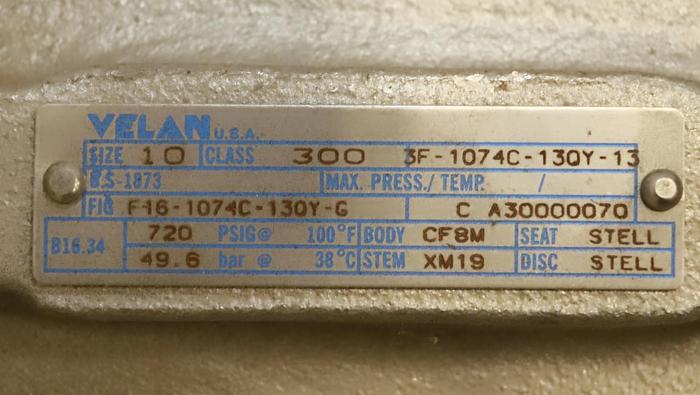 VELAN U.S.A.
SIZE 10 CLASS 300 3F-1074C-13QY-13
B.S-1873 MAX. PRESS./ TEMP. /
FIG F16-1074C-13QY-G C A30000070
B16.34 720 PSIG@ 100°F BODY CF8M SEAT STELL
49.6 bar @ 38°C STEM XM19 DISC STELL